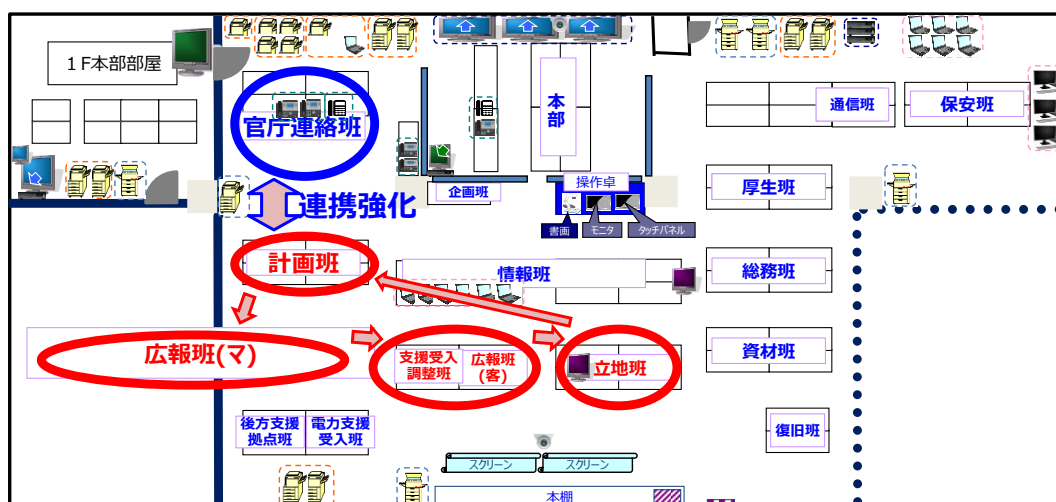 １F本部部屋
官庁連絡班
本部
通信班
保安班
企画班
操作卓
書画
モニタ
タッチパネル
厚生班
連携強化
計画班
情報班
総務班
広報班(マ)
支援受入
調整班
広報班
(客)
立地班
資材班
後方支援
拠点班
電力支援
受入班
復旧班
スクリーン
スクリーン
本棚